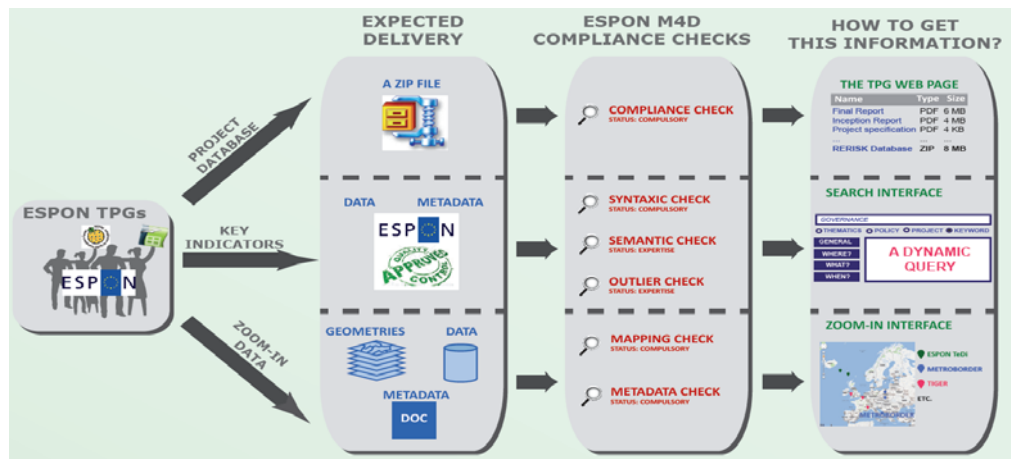 EXPECTED
DELIVERY
ESPON M4D
COMPLIANCE CHECKS
HOW TO GET
THIS INFORMATION?
ESPON TPGs
ESPON
PROJECT
DATABASE
KEY
INDICATORS
ZOOM-IN
DATA
A ZIP FILE
COMPLIANCE CHECK
STATUS: COMPULSORY
THE TPG WEB PAGE
Name Type Size
Final Report PDF 6 MB
Inception Report PDF 4 MB
Project specification PDF 4 KB
...
RERISK Database ZIP 8 MB
DATA METADATA
ESPON
QUALITY
APPROVED
CONTROL
SYNTAXIC CHECK
STATUS: COMPULSORY
SEMANTIC CHECK
STATUS: EXPERTISE
OUTLIER CHECK
STATUS: EXPERTISE
SEARCH INTERFACE
GOVERNANCE
THEMATICS POLICY PROJECT KEYWORD
GENERAL
WHERE?
WHAT?
WHEN?
A DYNAMIC
QUERY
GEOMETRIES DATA
METADATA
DOC
MAPPING CHECK
STATUS: COMPULSORY
METADATA CHECK
STATUS: COMPULSORY
ZOOM-IN INTERFACE
ESPON TeDI
METROBORDER
TIGER
ETC.
METROBORDER